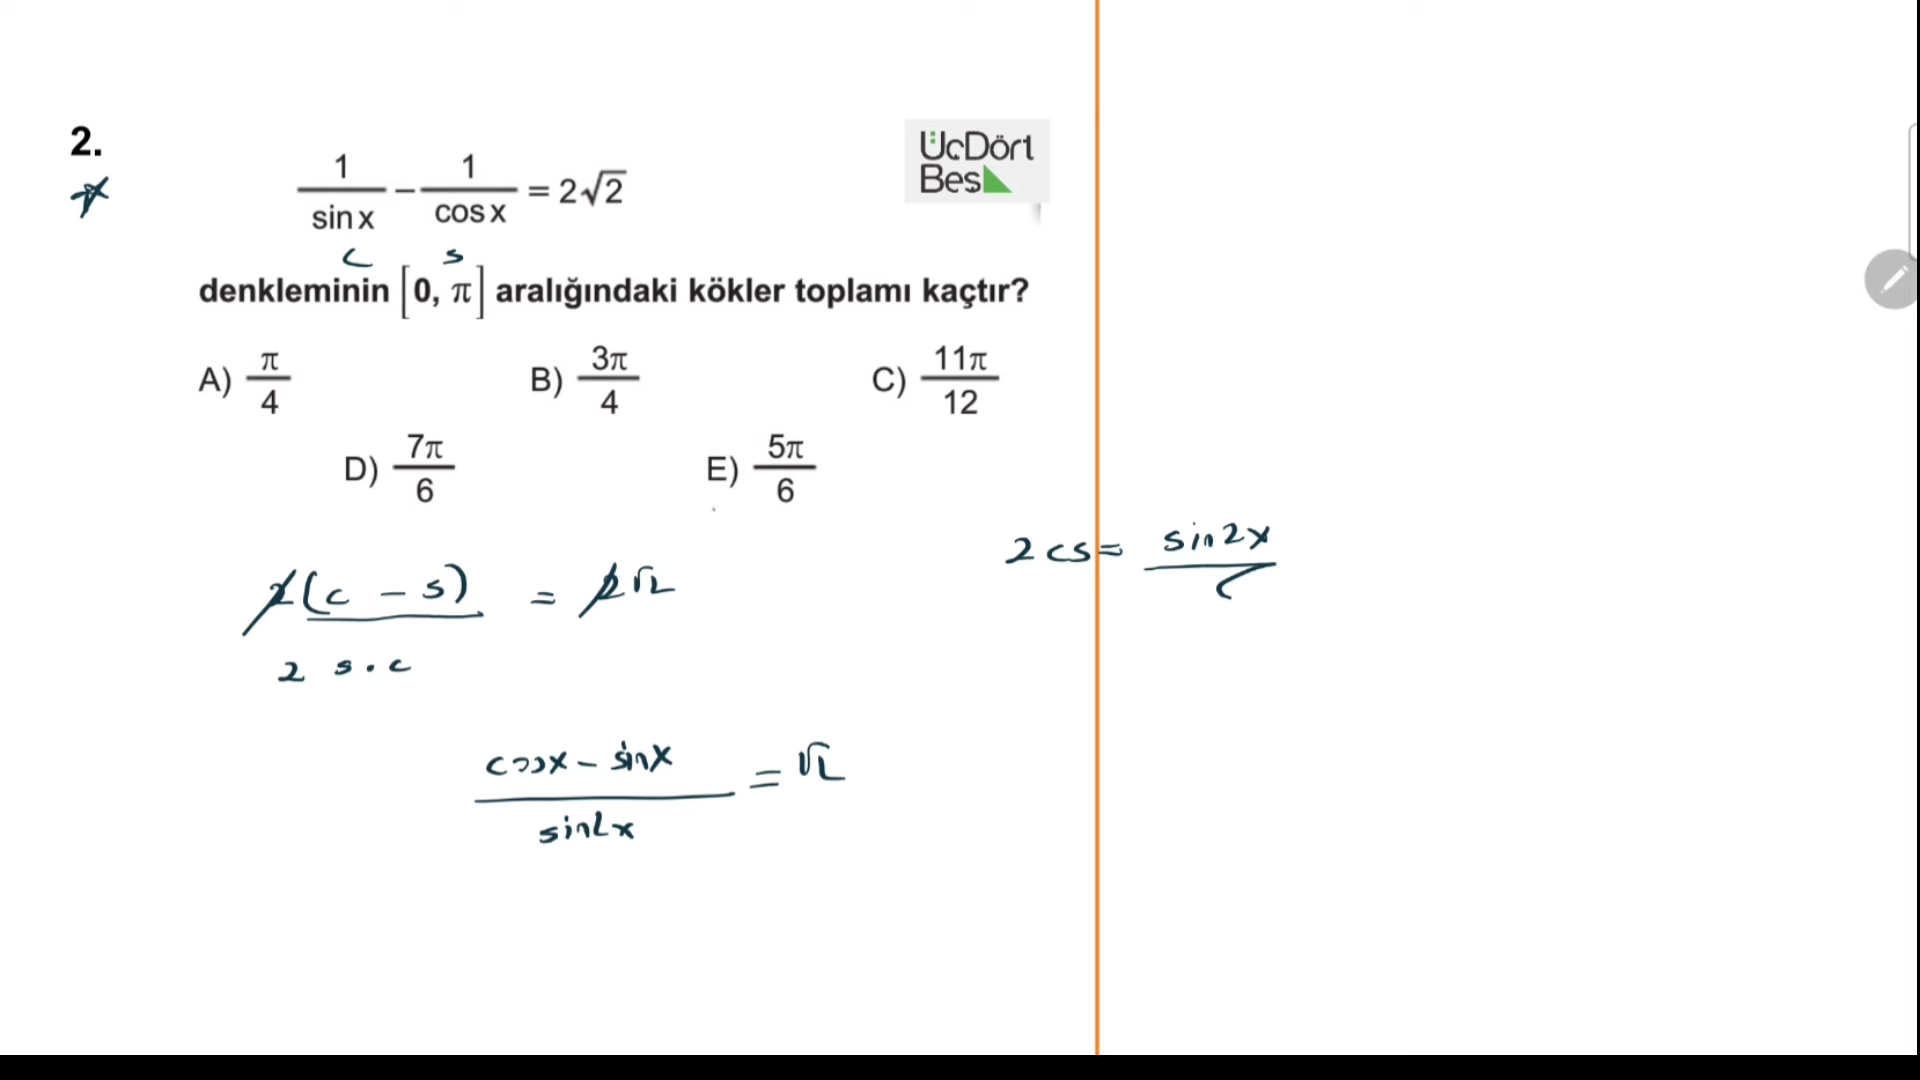 2.
1/sin x − 1/cos x = 2√2
ÜçDört
Beş
c s
denkleminin [0, π] aralığındaki kökler toplamı kaçtır?
A) π/4 B) 3π/4 C) 11π/12
D) 7π/6 E) 5π/6
2cs = sin2x
2(c − s)/2 s.c = 2√2
cosx − sinx/sin2x = √2